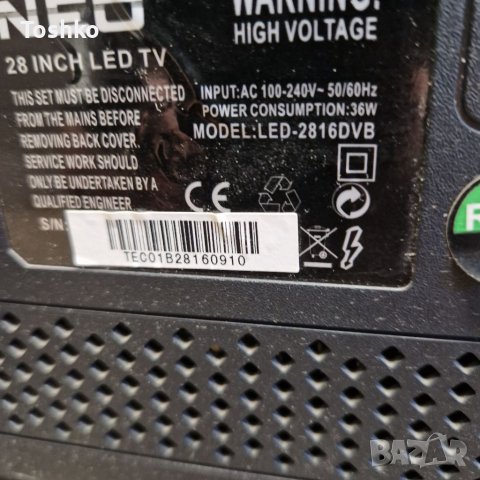 Toshko
NEO
WARNING:
HIGH VOLTAGE
28 INCH LED TV
THIS SET MUST BE DISCONNECTED
FROM THE MAINS BEFORE
REMOVING BACK COVER.
SERVICE WORK SHOULD
ONLY BE UNDERTAKEN BY A
QUALIFIED ENGINEER
INPUT:AC 100-240V~ 50/60Hz
POWER CONSUMPTION:36W
MODEL:LED-2816DVB
CE
S/N:
TEC01B28160910
R
BAZAR